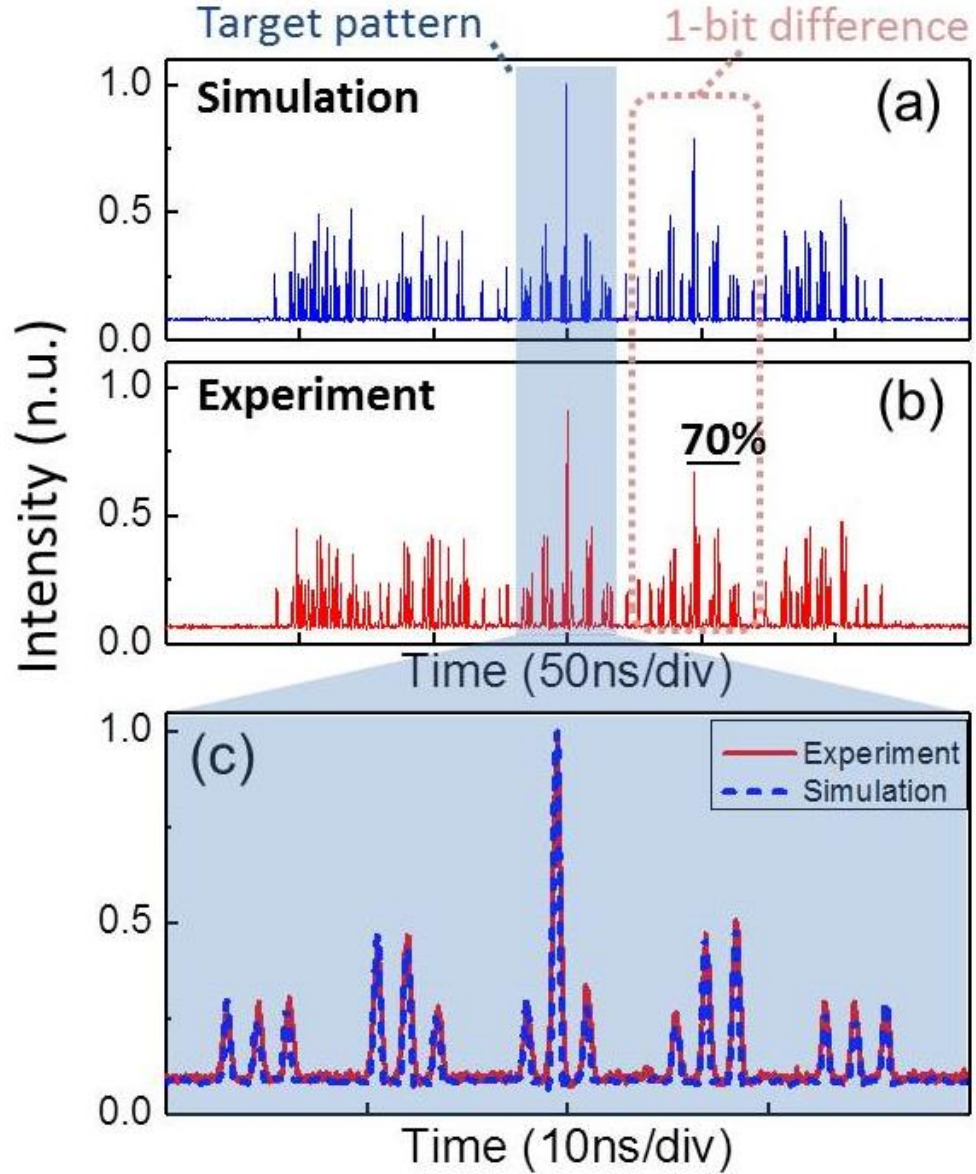 Target pattern
1-bit difference
1.0
Simulation
(a)
0.5
0.0
1.0
Experiment
(b)
70%
0.5
0.0
Intensity (n.u.)
Time (50ns/div)
1.0
(c)
Experiment
Simulation
0.5
0.0
Time (10ns/div)